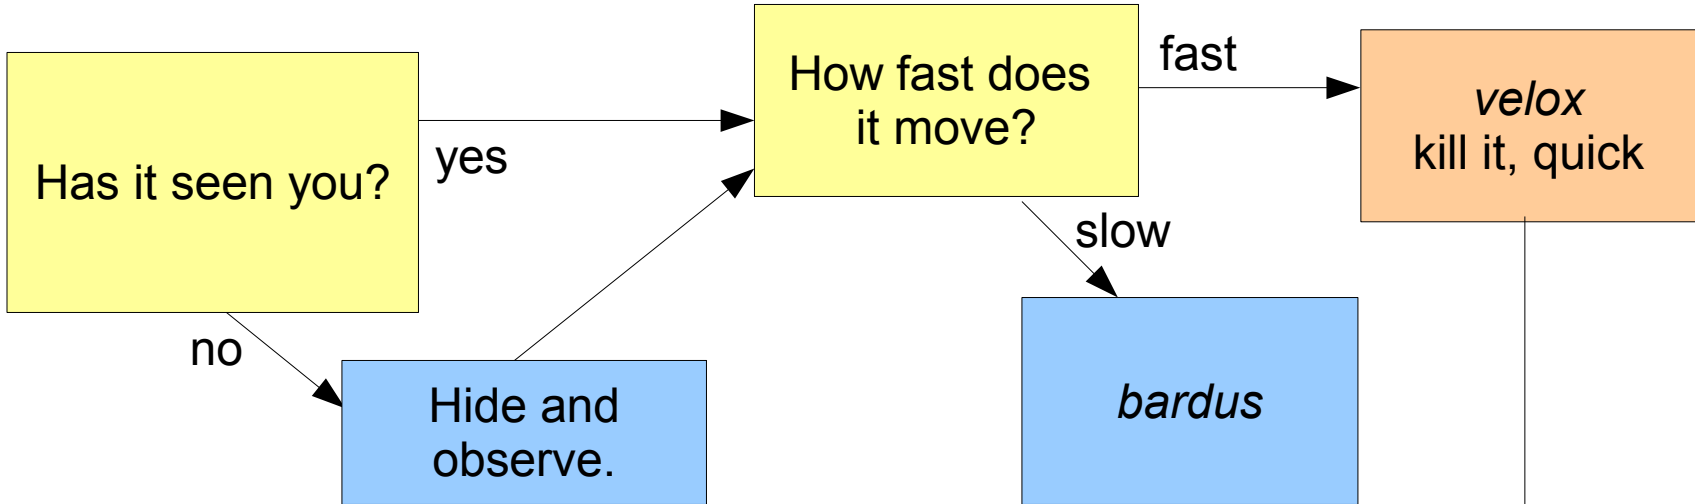 Has it seen you?
yes
no
Hide and
observe.
How fast does
it move?
fast
slow
velox
kill it, quick
bardus